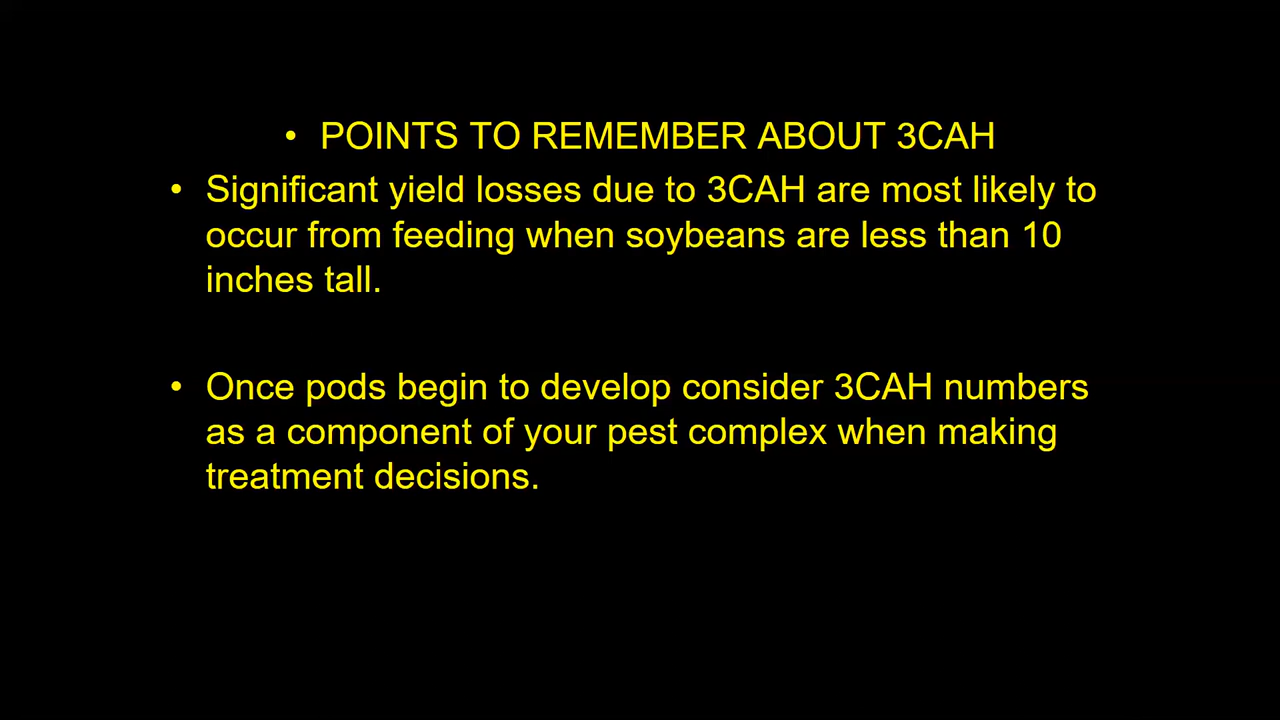 • POINTS TO REMEMBER ABOUT 3CAH
• Significant yield losses due to 3CAH are most likely to
occur from feeding when soybeans are less than 10
inches tall.
• Once pods begin to develop consider 3CAH numbers
as a component of your pest complex when making
treatment decisions.